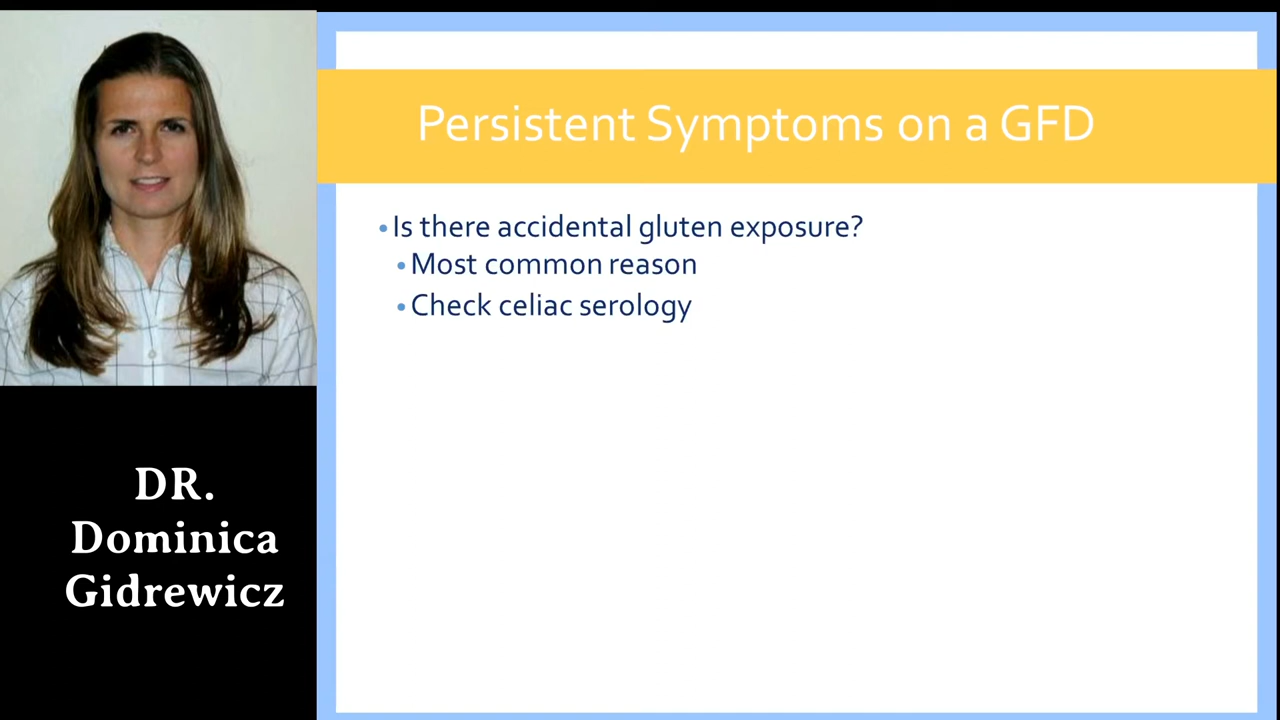 Persistent Symptoms on a GFD
• Is there accidental gluten exposure?
• Most common reason
• Check celiac serology
DR.
Dominica
Gidrewicz